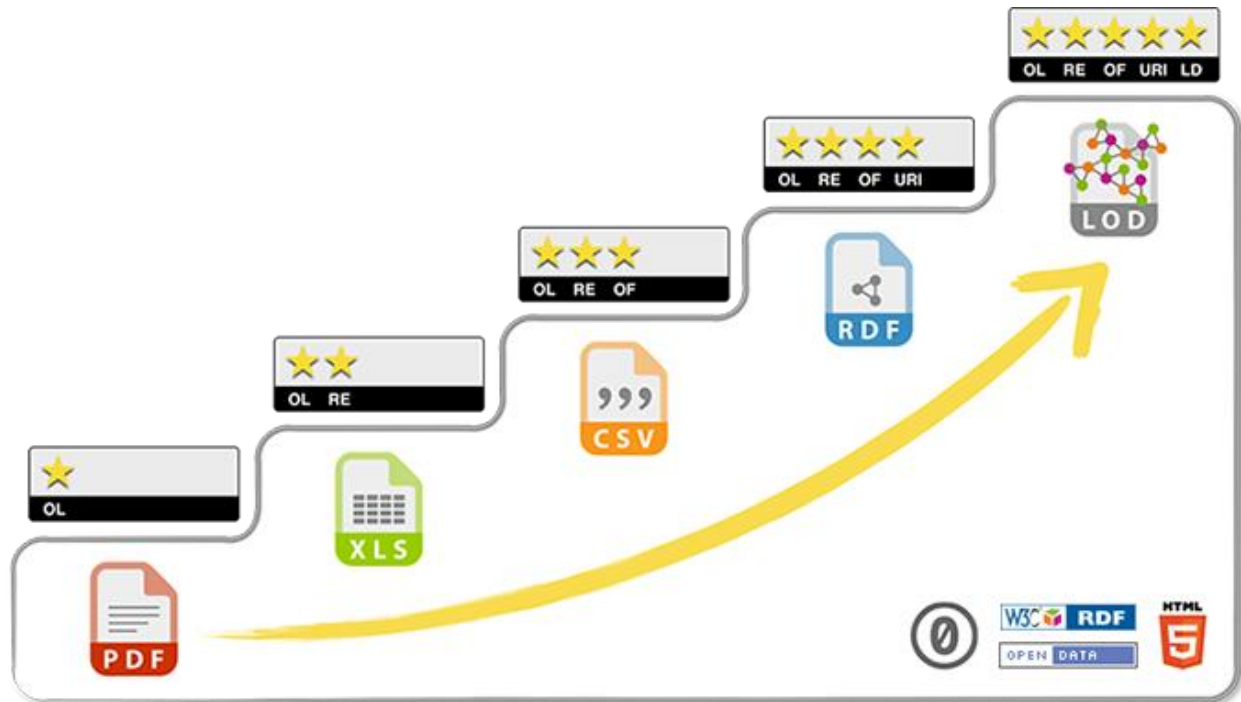 OL RE OF URI LD
LOD
OL RE OF URI
RDF
OL RE OF
CSV
OL RE
XLS
OL
PDF
0
W3C RDF
OPEN DATA
HTML
5